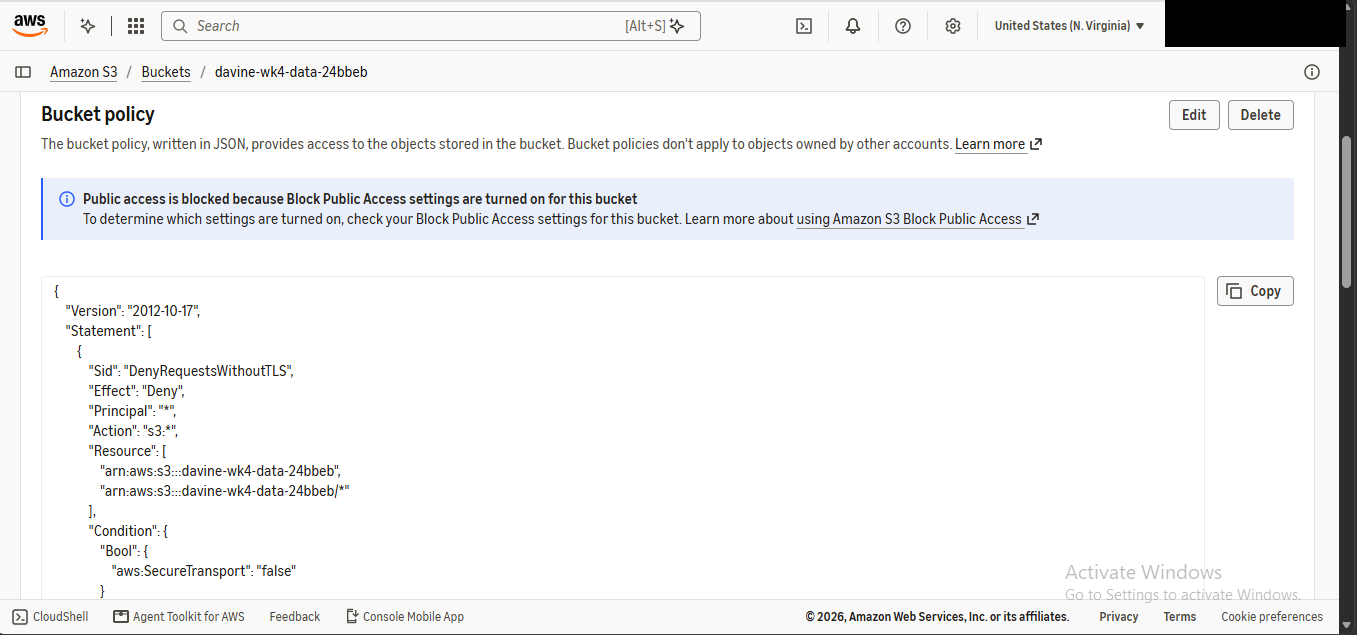 aws
Search
[Alt+S]
United States (N. Virginia)
Amazon S3 / Buckets / davine-wk4-data-24bbeb
Bucket policy
Edit
Delete
The bucket policy, written in JSON, provides access to the objects stored in the bucket. Bucket policies don't apply to objects owned by other accounts. Learn more
Public access is blocked because Block Public Access settings are turned on for this bucket
To determine which settings are turned on, check your Block Public Access settings for this bucket. Learn more about using Amazon S3 Block Public Access
Copy
{
"Version": "2012-10-17",
"Statement": [
{
"Sid": "DenyRequestsWithoutTLS",
"Effect": "Deny",
"Principal": "*",
"Action": "s3:*",
"Resource": [
"arn:aws:s3:::davine-wk4-data-24bbeb",
"arn:aws:s3:::davine-wk4-data-24bbeb/*"
],
"Condition": {
"Bool": {
"aws:SecureTransport": "false"
}
Activate Windows
Go to Settings to activate Windows.
CloudShell
Agent Toolkit for AWS
Feedback
Console Mobile App
© 2026, Amazon Web Services, Inc. or its affiliates.
Privacy
Terms
Cookie preferences